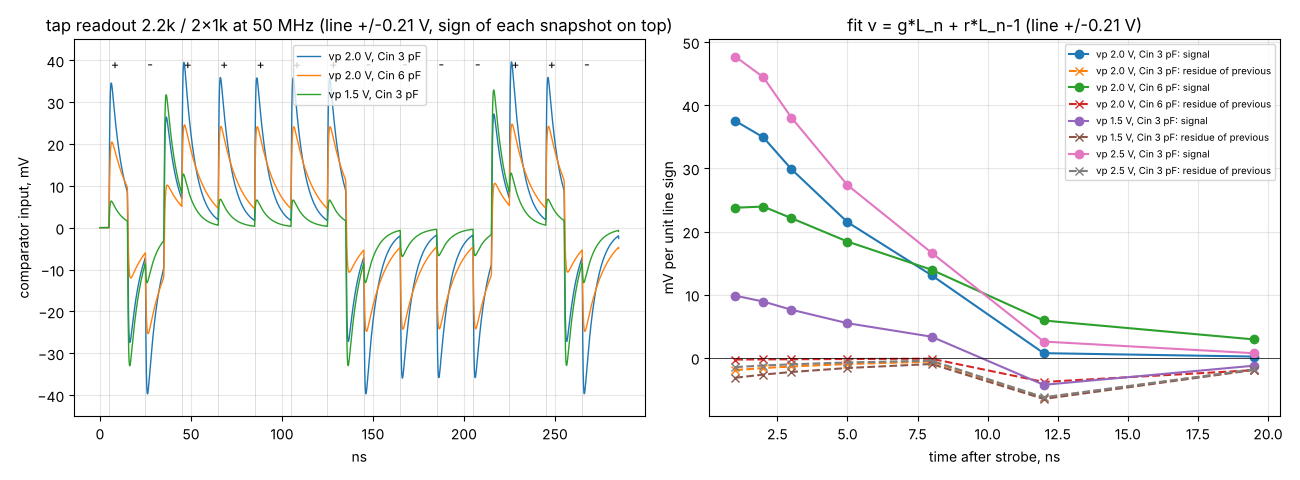 tap readout 2.2k / 2×1k at 50 MHz (line +/-0.21 V, sign of each snapshot on top)
+ - + + + + + - - - - + + -
vp 2.0 V, Cin 3 pF
vp 2.0 V, Cin 6 pF
vp 1.5 V, Cin 3 pF
comparator input, mV
40
30
20
10
0
−10
−20
−30
−40
0 50 100 150 200 250
ns
fit v = g*L_n + r*L_n-1 (line +/-0.21 V)
vp 2.0 V, Cin 3 pF: signal
vp 2.0 V, Cin 3 pF: residue of previous
vp 2.0 V, Cin 6 pF: signal
vp 2.0 V, Cin 6 pF: residue of previous
vp 1.5 V, Cin 3 pF: signal
vp 1.5 V, Cin 3 pF: residue of previous
vp 2.5 V, Cin 3 pF: signal
vp 2.5 V, Cin 3 pF: residue of previous
mV per unit line sign
50
40
30
20
10
0
2.5 5.0 7.5 10.0 12.5 15.0 17.5 20.0
time after strobe, ns